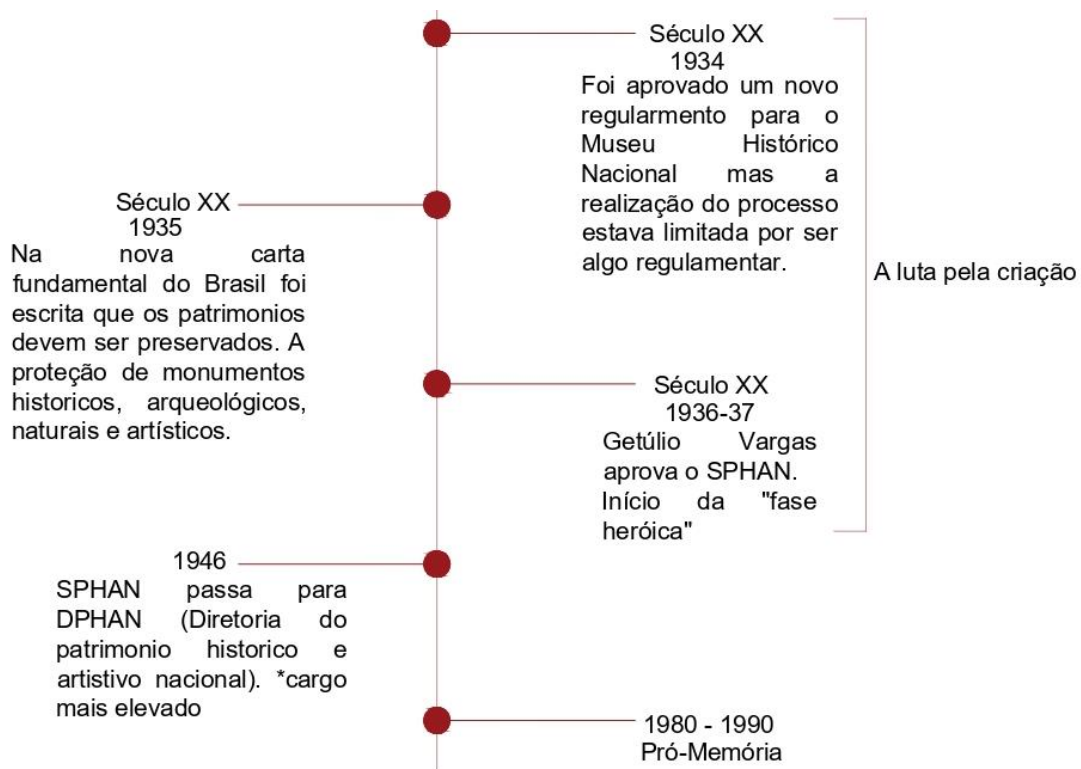 Século XX
1934
Foi aprovado um novo
regularmento para o
Museu Histórico
Nacional mas a
realização do processo
estava limitada por ser
algo regulamentar.
Século XX
1935
Na nova carta
fundamental do Brasil foi
escrita que os patrimonios
devem ser preservados. A
proteção de monumentos
historicos, arqueológicos,
naturais e artísticos.
A luta pela criação
Século XX
1936-37
Getúlio Vargas
aprova o SPHAN.
Início da "fase
heróica"
1946
SPHAN passa para
DPHAN (Diretoria do
patrimonio historico e
artistivo nacional). *cargo
mais elevado
1980 - 1990
Pró-Memória